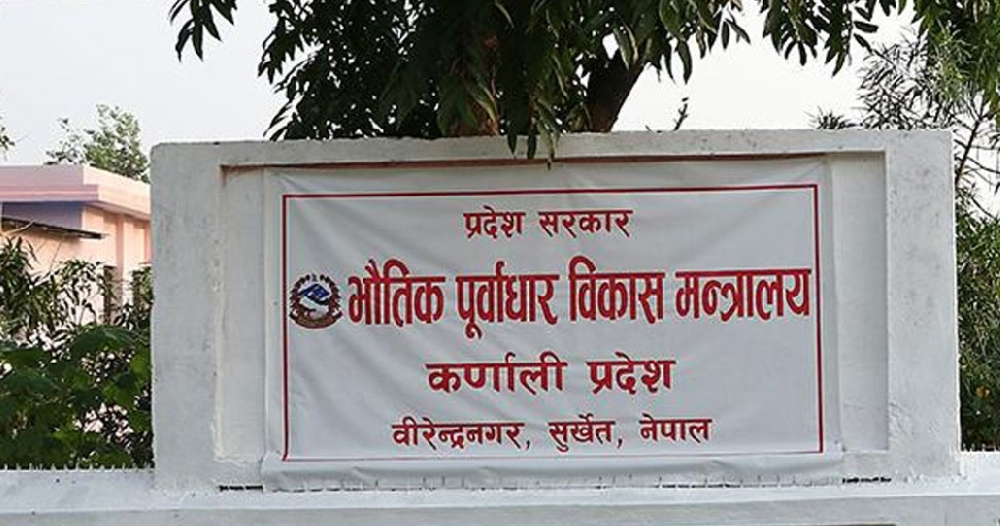 प्रदेश सरकार
भौतिक पूर्वाधार विकास मन्त्रालय
कर्णाली प्रदेश
वीरेन्द्रनगर, सुर्खेत, नेपाल